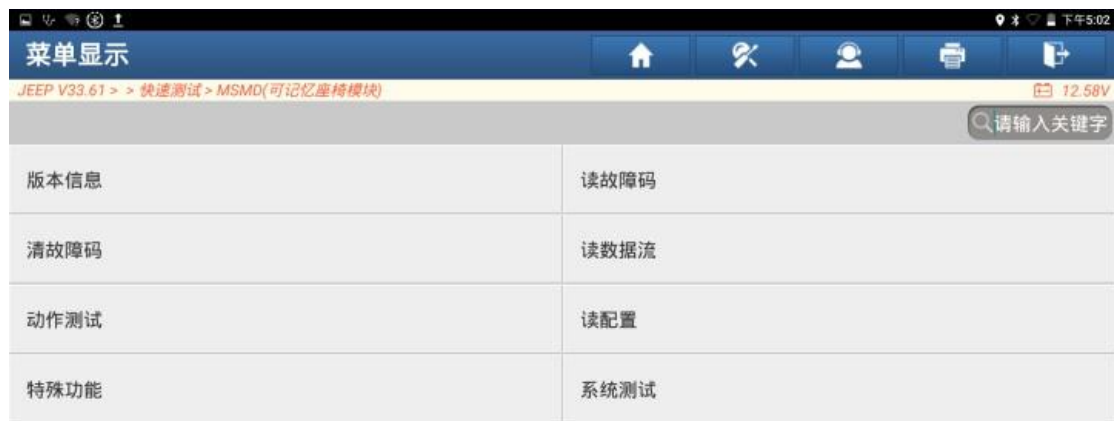 下午5:02
菜单显示
JEEP V33.61 > > 快速测试 > MSMD(可记忆座椅模块)
12.58V
请输入关键字
版本信息
读故障码
清故障码
读数据流
动作测试
读配置
特殊功能
系统测试